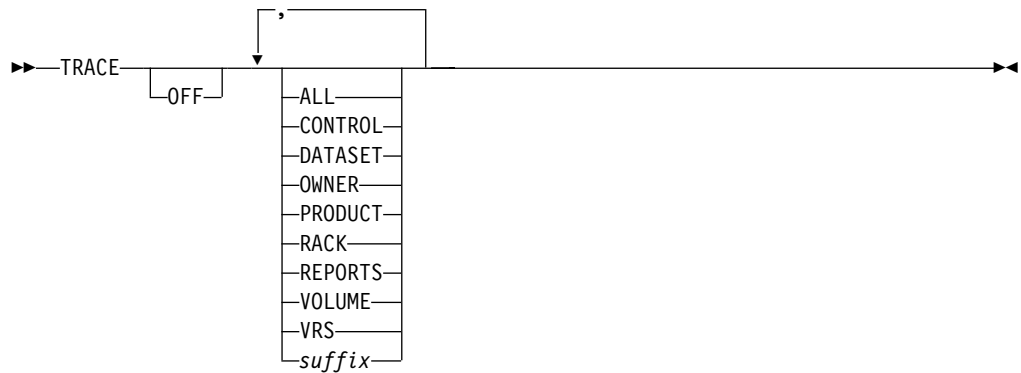 ,
TRACE
OFF
ALL
CONTROL
DATASET
OWNER
PRODUCT
RACK
REPORTS
VOLUME
VRS
suffix